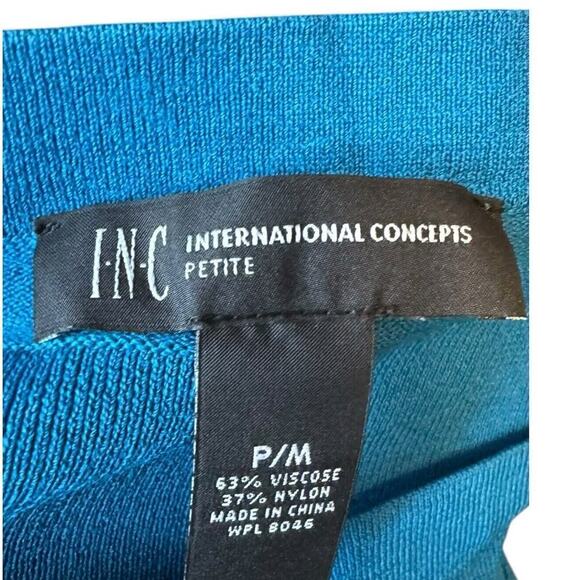 I·N·C INTERNATIONAL CONCEPTS
PETITE
P/M
63% VISCOSE
37% NYLON
MADE IN CHINA
WPL 8046